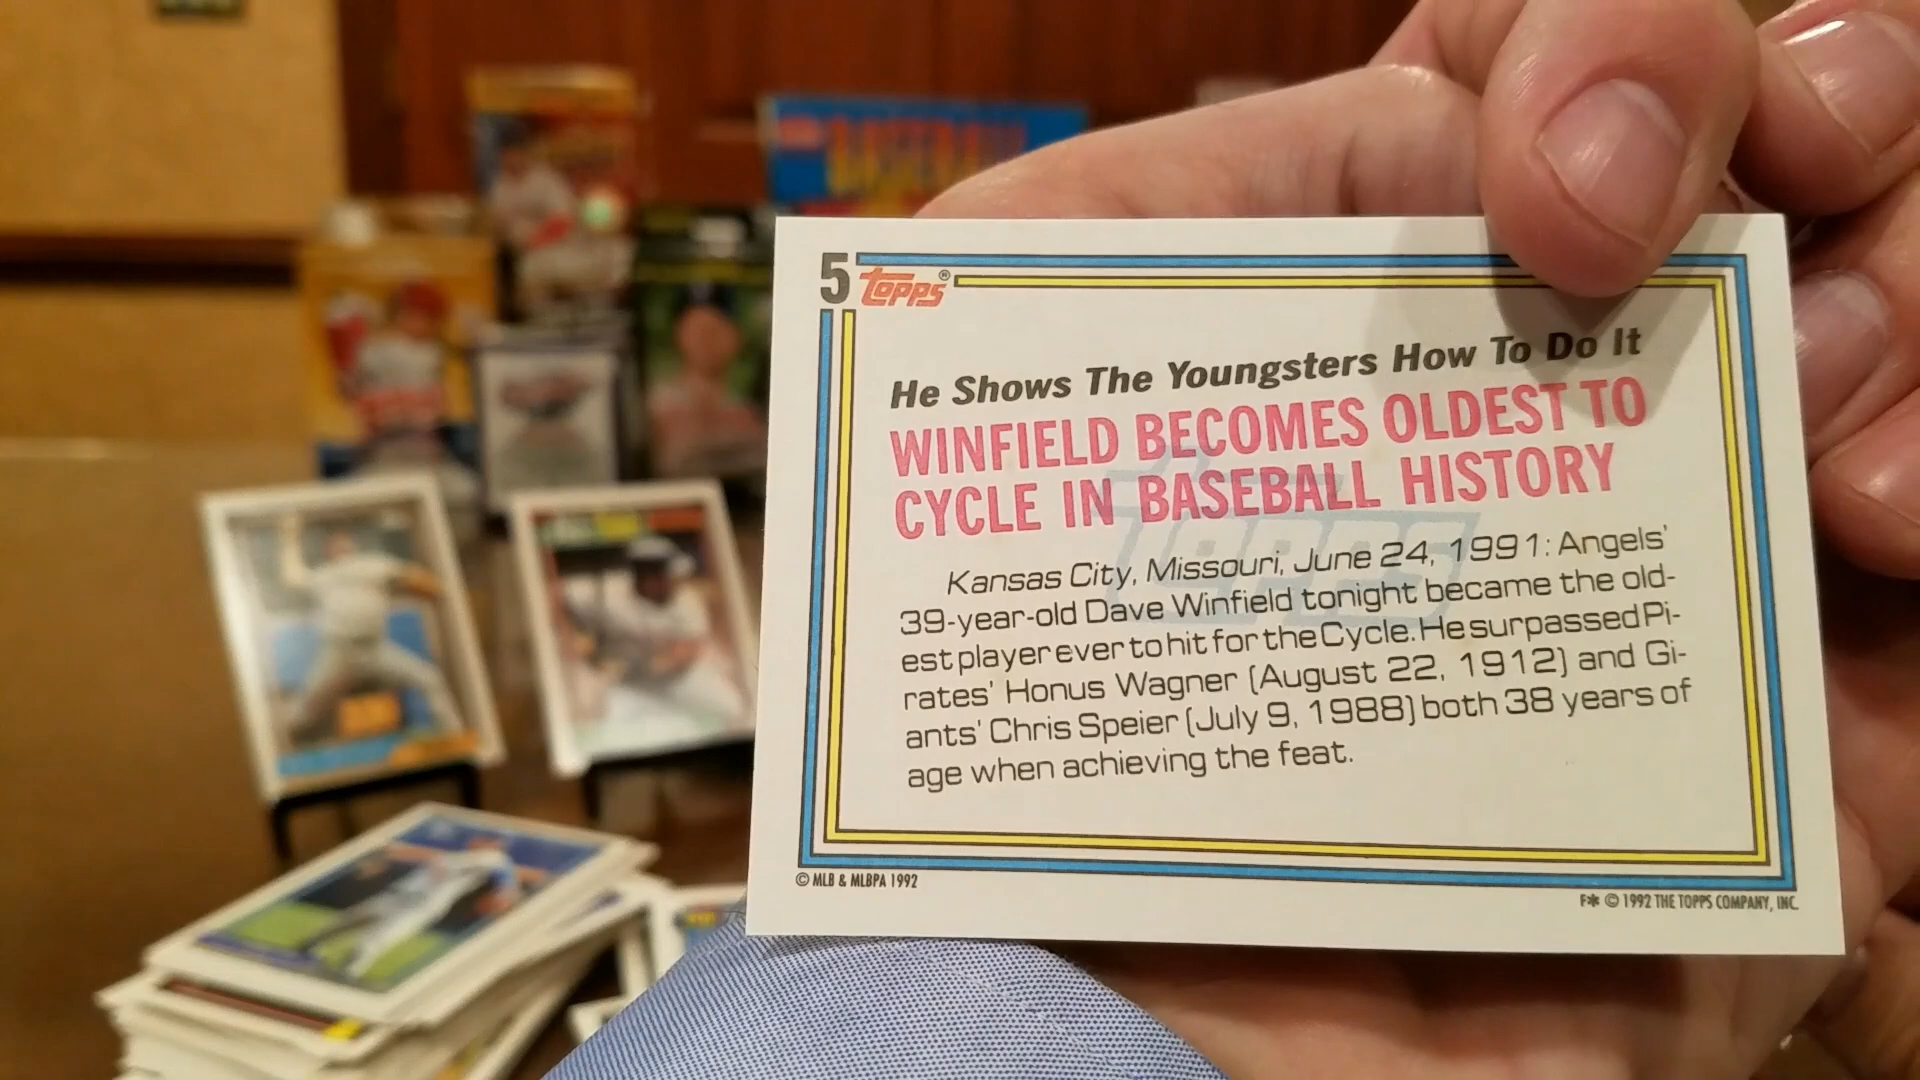 5 Topps®
He Shows The Youngsters How To Do It
WINFIELD BECOMES OLDEST TO
CYCLE IN BASEBALL HISTORY
Kansas City, Missouri, June 24, 1991: Angels'
39-year-old Dave Winfield tonight became the old-
est player ever to hit for the Cycle. He surpassed Pi-
rates' Honus Wagner (August 22, 1912) and Gi-
ants' Chris Speier (July 9, 1988) both 38 years of
age when achieving the feat.
© MLB & MLBPA 1992
F* © 1992 THE TOPPS COMPANY, INC.
TOPPS
BASEBALL